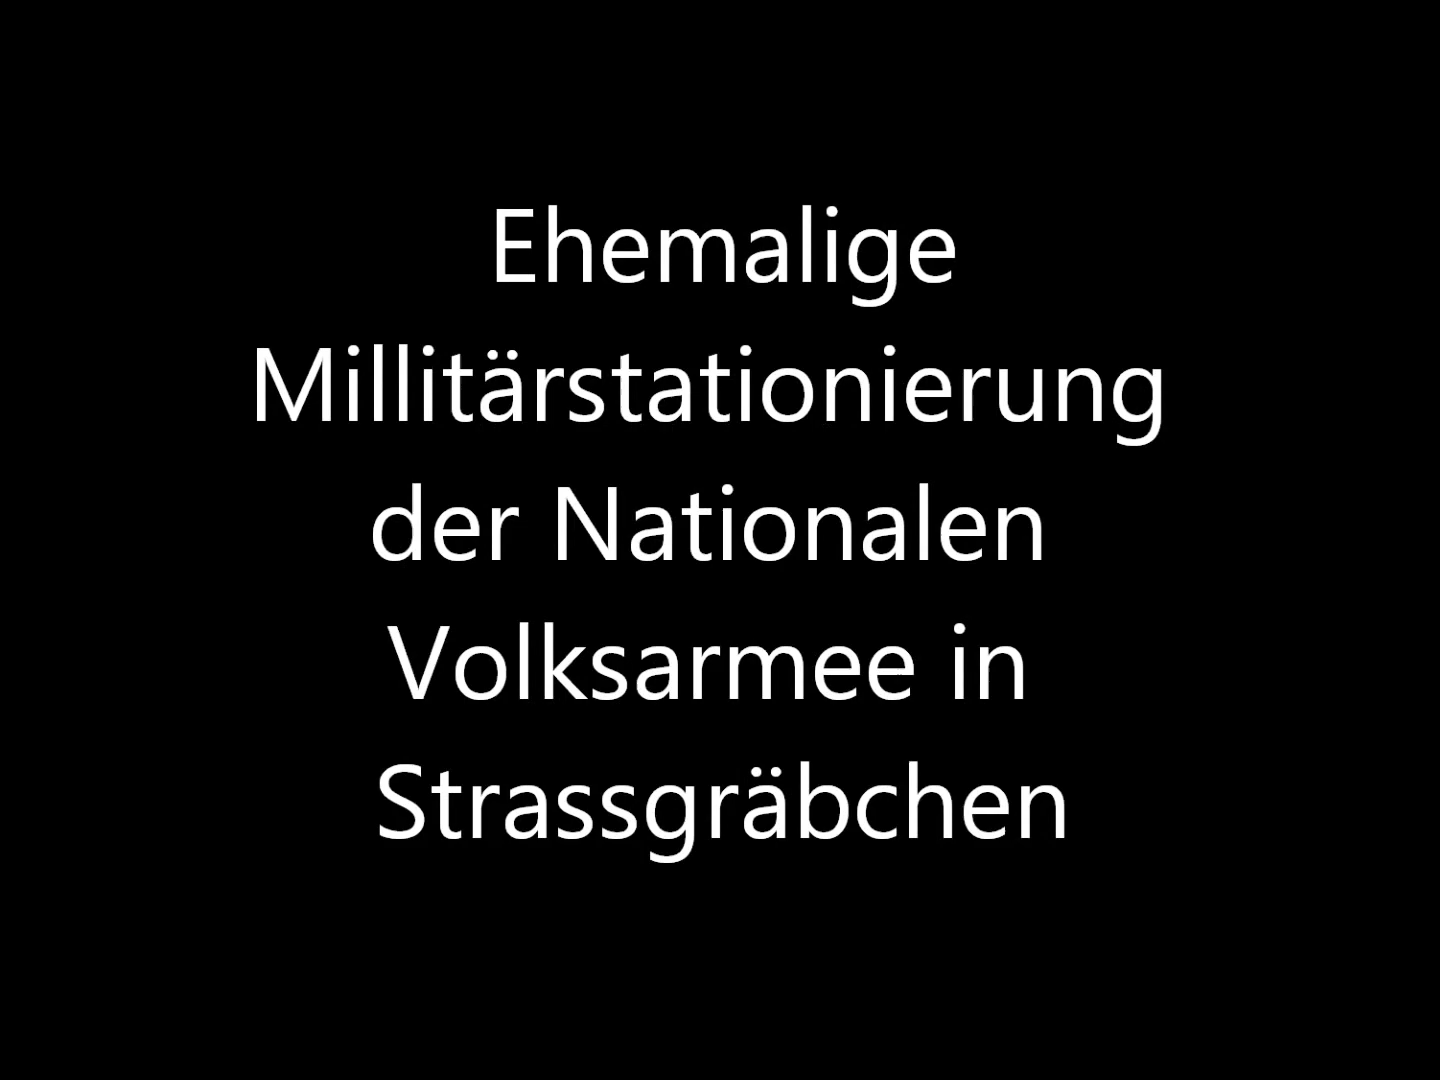 Ehemalige
Millitärstationierung
der Nationalen
Volksarmee in
Strassgräbchen